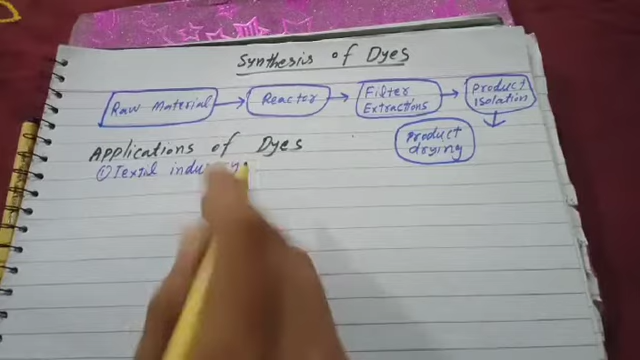 Synthesis of Dyes
Raw Material
Reactor
Filter
Extractions
Product
Isolation
Product
drying
Applications of Dyes
① Textil